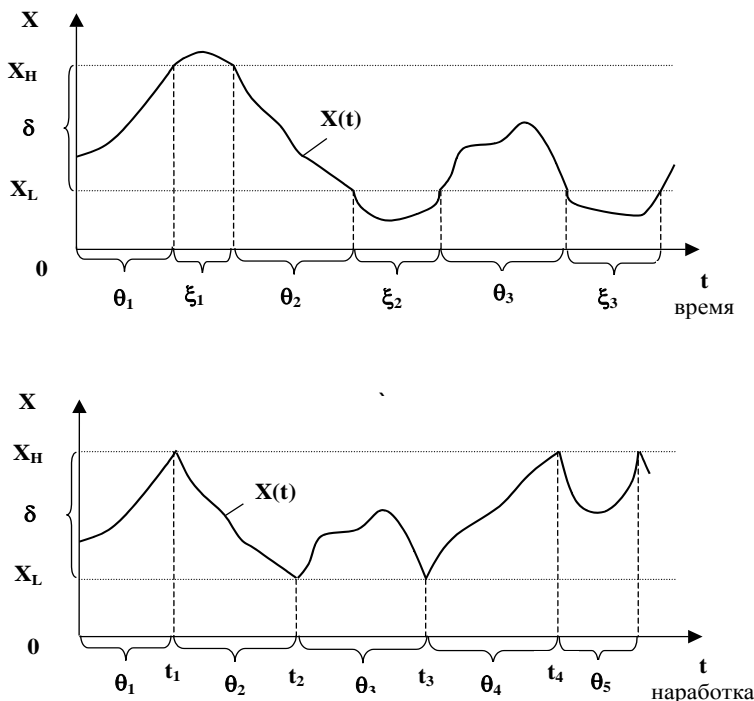 X
X_H
δ
X(t)
X_L
0
θ₁ ξ₁ θ₂ ξ₂ θ₃ ξ₃ t
время
X
X_H
X(t)
δ
X_L
0
θ₁ t₁ θ₂ t₂ θ₃ t₃ θ₄ t₄ θ₅ t
наработка